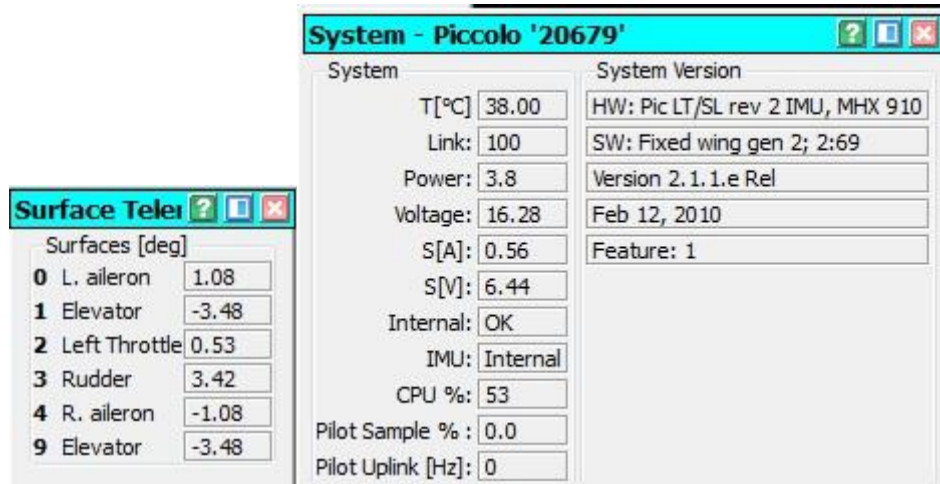 System - Piccolo '20679'
System
T[°C] 38.00
Link: 100
Power: 3.8
Voltage: 16.28
S[A]: 0.56
S[V]: 6.44
Internal: OK
IMU: Internal
CPU %: 53
Pilot Sample % : 0.0
Pilot Uplink [Hz]: 0
System Version
HW: Pic LT/SL rev 2 IMU, MHX 910
SW: Fixed wing gen 2; 2:69
Version 2.1.1.e Rel
Feb 12, 2010
Feature: 1
Surface Teler
Surfaces [deg]
0 L. aileron 1.08
1 Elevator -3.48
2 Left Throttle 0.53
3 Rudder 3.42
4 R. aileron -1.08
9 Elevator -3.48